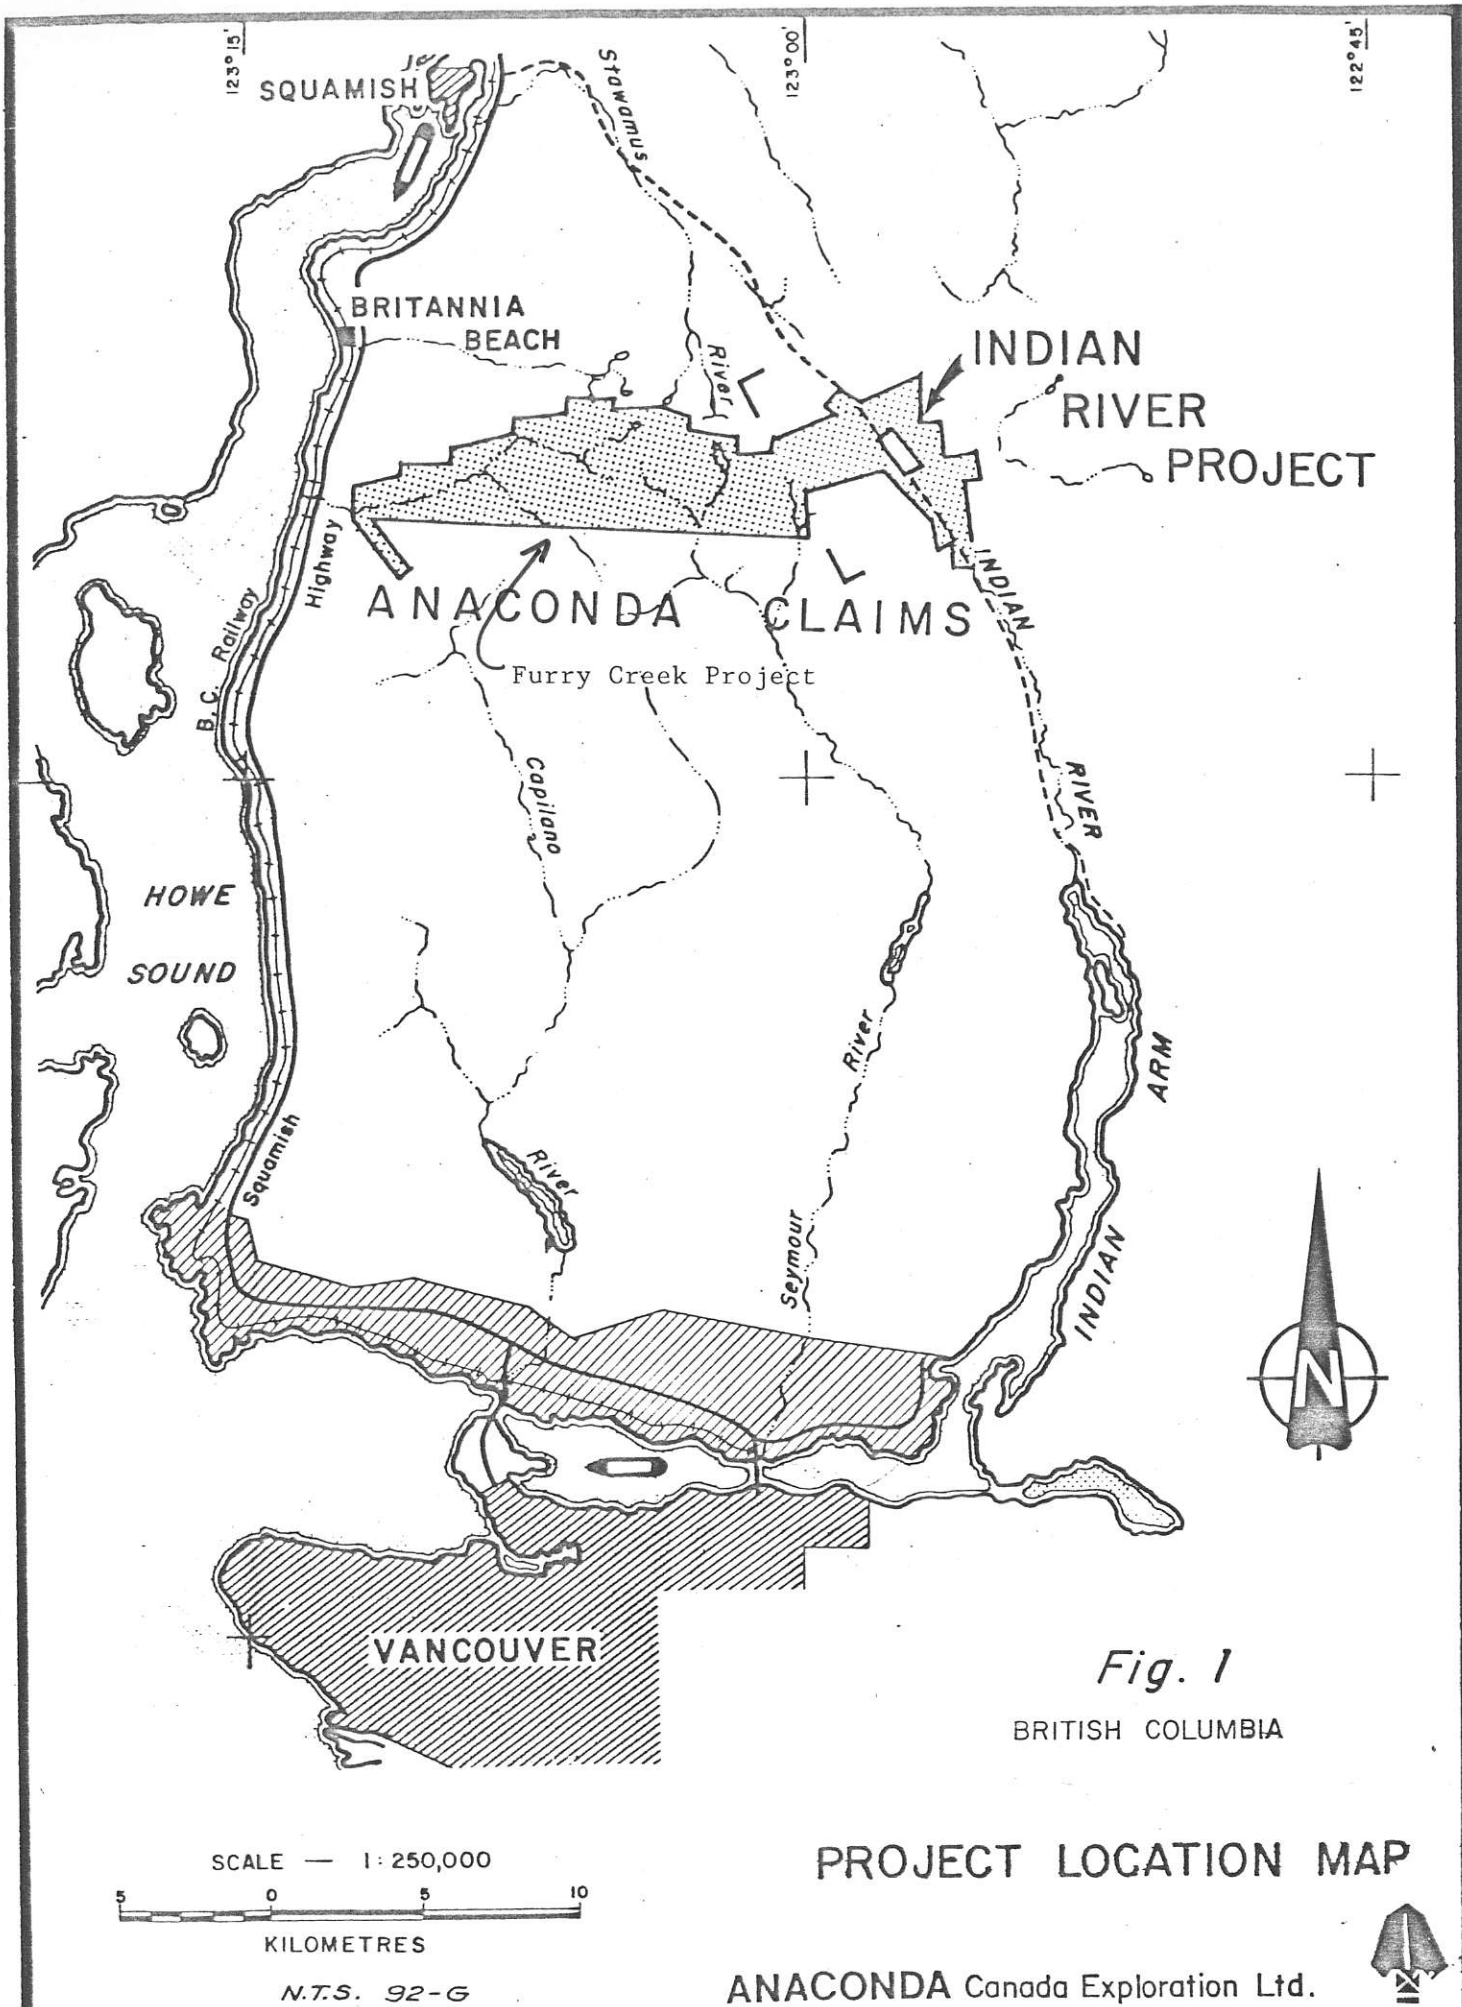 123° 15'
123° 00'
122° 45'
SQUAMISH
Stawamus
River
BRITANNIA
BEACH
INDIAN
RIVER
PROJECT
Highway
B.C. Railway
ANACONDA CLAIMS
Furry Creek Project
INDIAN
RIVER
Capilano
River
HOWE
SOUND
River
Seymour
ARM
INDIAN
Squamish
N
VANCOUVER
Fig. 1
BRITISH COLUMBIA
SCALE — 1:250,000
5 0 5 10
KILOMETRES
N.T.S. 92-G
PROJECT LOCATION MAP
ANACONDA Canada Exploration Ltd.